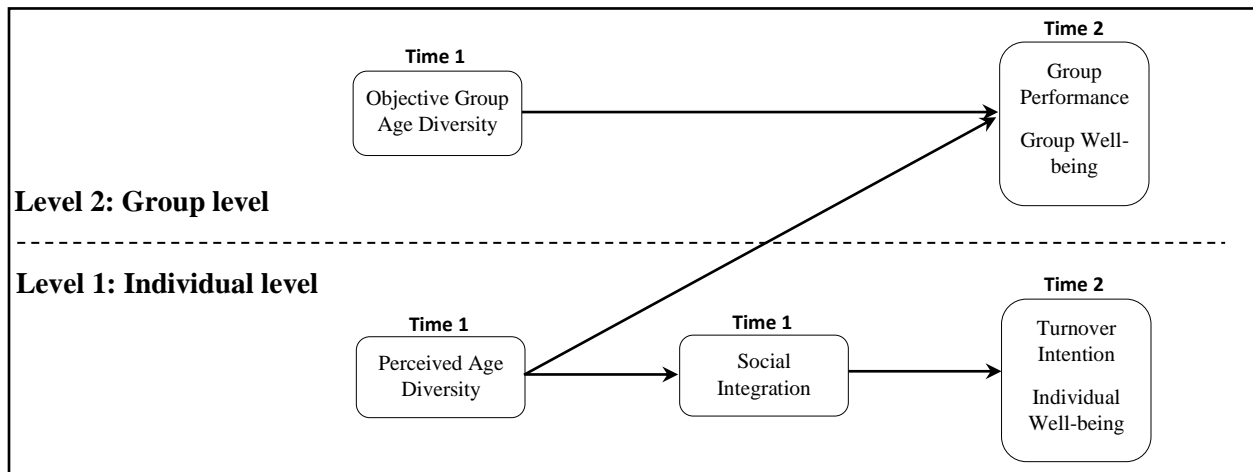 Time 1
Objective Group
Age Diversity
Time 2
Group
Performance
Group Well-
being
Level 2: Group level
Level 1: Individual level
Time 1
Perceived Age
Diversity
Time 1
Social
Integration
Time 2
Turnover
Intention
Individual
Well-being